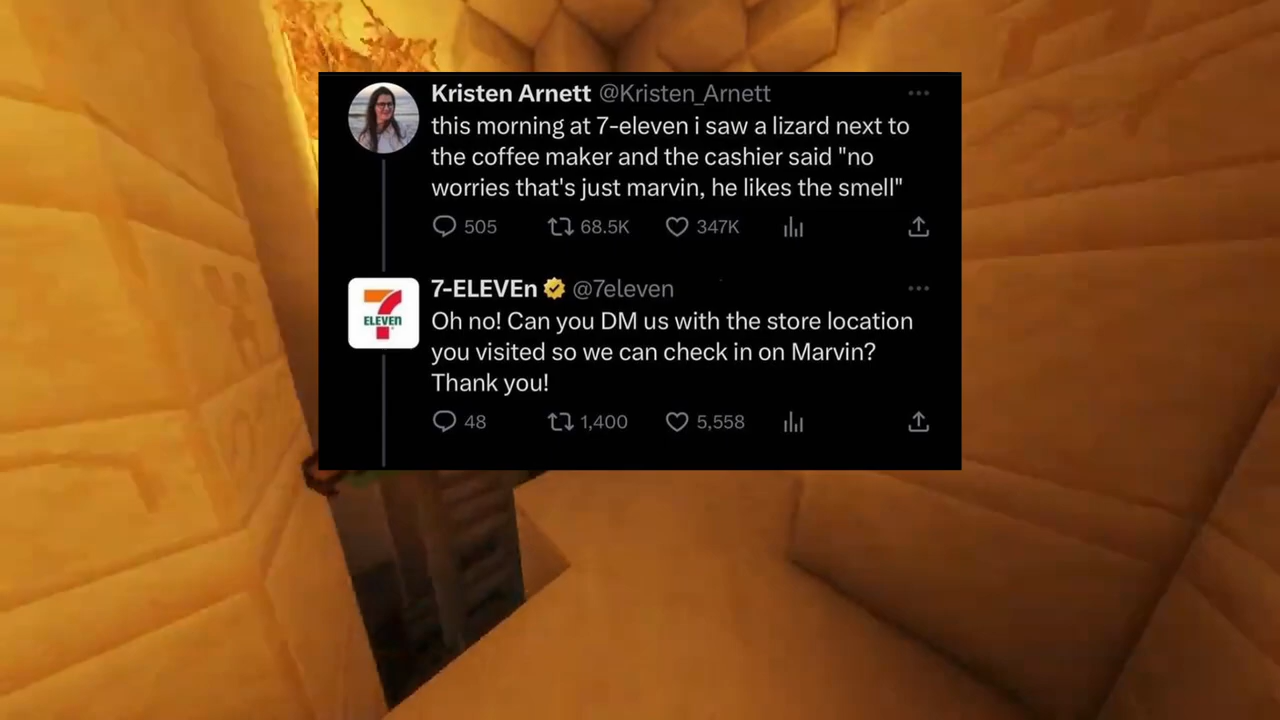 Kristen Arnett @Kristen_Arnett
this morning at 7-eleven i saw a lizard next to
the coffee maker and the cashier said "no
worries that's just marvin, he likes the smell"
505 68.5K 347K
7-ELEVEn @7eleven
7 ELEVEn
Oh no! Can you DM us with the store location
you visited so we can check in on Marvin?
Thank you!
48 1,400 5,558